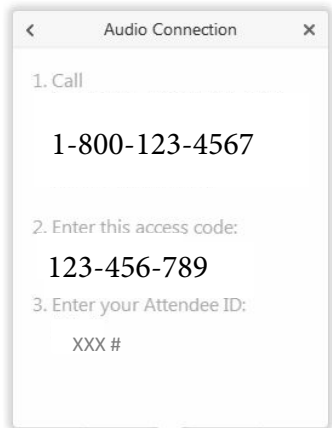 Audio Connection
1. Call
1-800-123-4567
2. Enter this access code:
123-456-789
3. Enter your Attendee ID:
XXX #